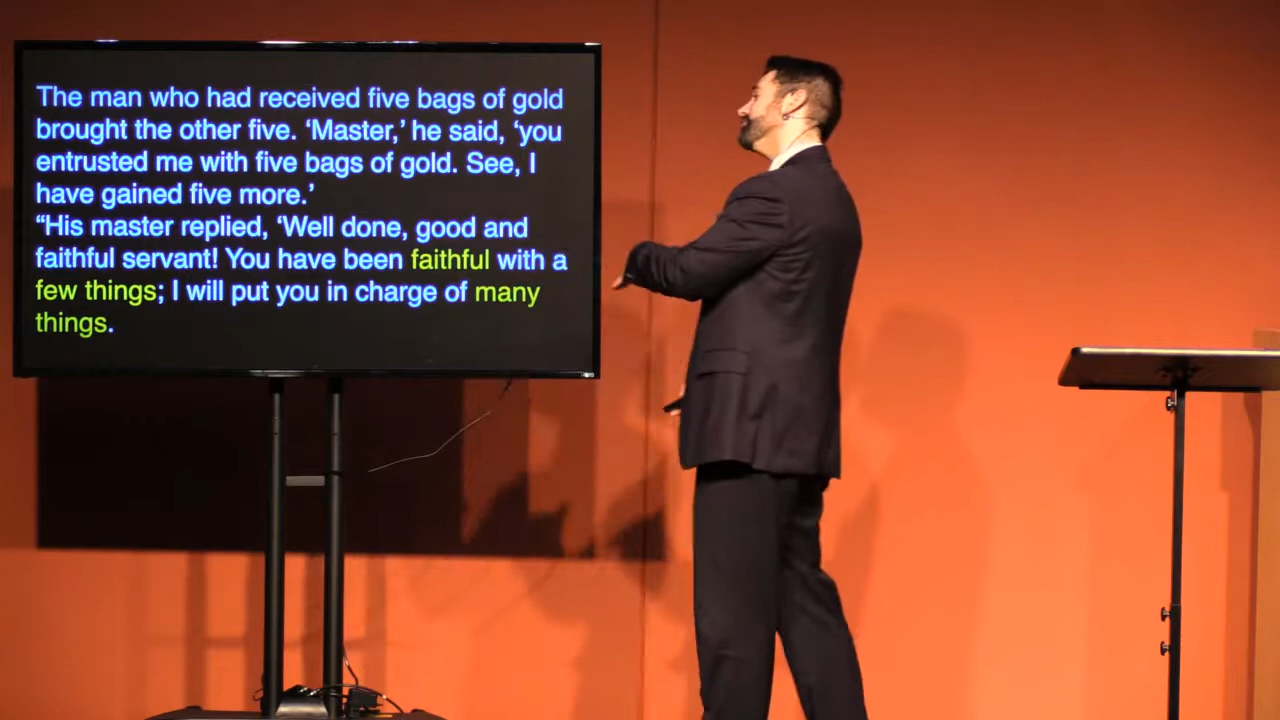 The man who had received five bags of gold
brought the other five. ‘Master,’ he said, ‘you
entrusted me with five bags of gold. See, I
have gained five more.’
“His master replied, ‘Well done, good and
faithful servant! You have been faithful with a
few things; I will put you in charge of many
things.